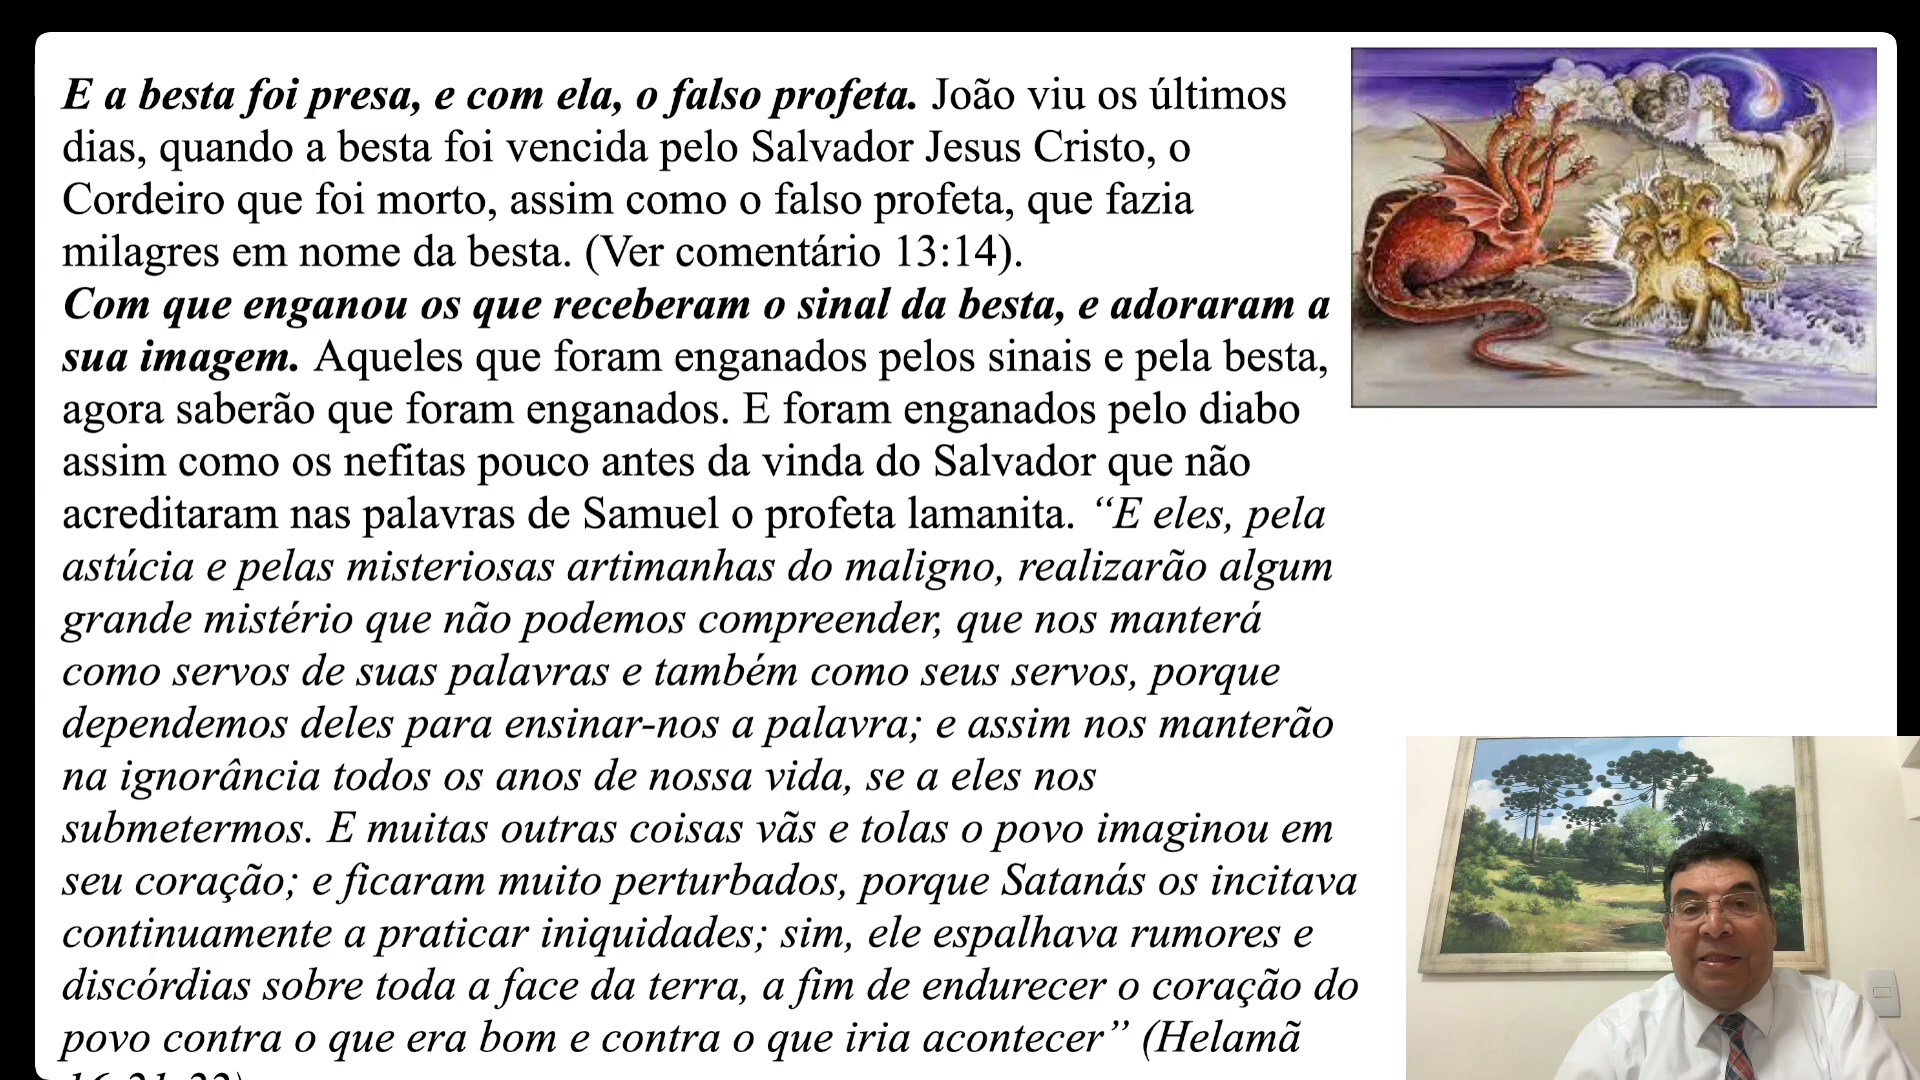 E a besta foi presa, e com ela, o falso profeta. João viu os últimos
dias, quando a besta foi vencida pelo Salvador Jesus Cristo, o
Cordeiro que foi morto, assim como o falso profeta, que fazia
milagres em nome da besta. (Ver comentário 13:14).
Com que enganou os que receberam o sinal da besta, e adoraram a
sua imagem. Aqueles que foram enganados pelos sinais e pela besta,
agora saberão que foram enganados. E foram enganados pelo diabo
assim como os nefitas pouco antes da vinda do Salvador que não
acreditaram nas palavras de Samuel o profeta lamanita. “E eles, pela
astúcia e pelas misteriosas artimanhas do maligno, realizarão algum
grande mistério que não podemos compreender, que nos manterá
como servos de suas palavras e também como seus servos, porque
dependemos deles para ensinar-nos a palavra; e assim nos manterão
na ignorância todos os anos de nossa vida, se a eles nos
submetermos. E muitas outras coisas vãs e tolas o povo imaginou em
seu coração; e ficaram muito perturbados, porque Satanás os incitava
continuamente a praticar iniquidades; sim, ele espalhava rumores e
discórdias sobre toda a face da terra, a fim de endurecer o coração do
povo contra o que era bom e contra o que iria acontecer” (Helamã